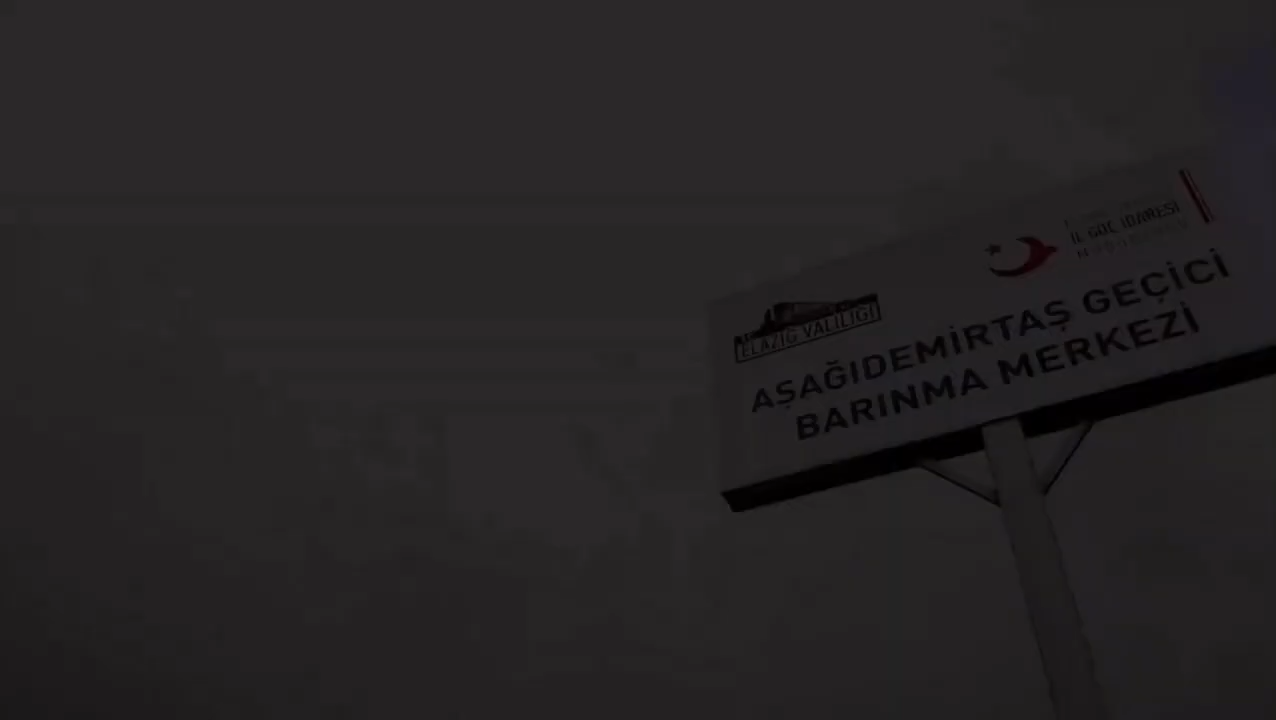 İL GÖÇ İDARESİ
ELAZIĞ VALİLİĞİ
AŞAĞIDEMİRTAŞ GEÇİCİ
BARINMA MERKEZİ